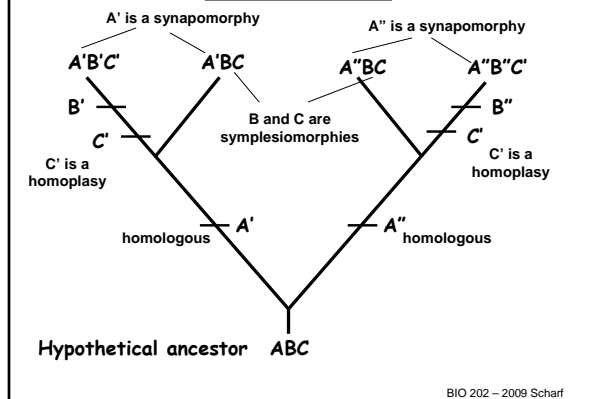 A' is a synapomorphy
A" is a synapomorphy
A'B'C'
A'BC
A"BC
A"B"C'
B'
C'
B and C are
symplesiomorphies
B"
C'
C' is a
homoplasy
C' is a
homoplasy
homologous
A'
A"
homologous
Hypothetical ancestor ABC
BIO 202 – 2009 Scharf